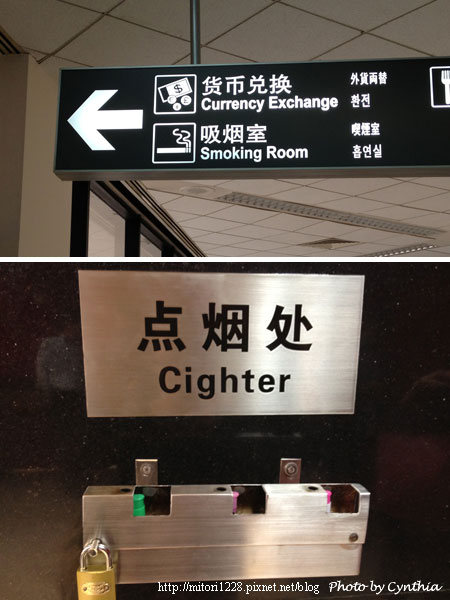 货币兑换 外貨両替
Currency Exchange 환전
吸烟室 喫煙室
Smoking Room 흡연실
点烟处
Cighter
http://mitori1228.pixnet.net/blog Photo by Cynthia